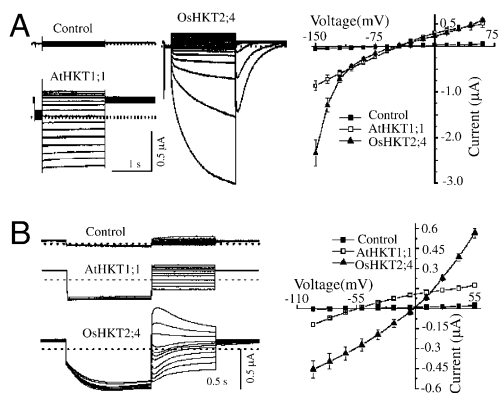 A
Control
AtHKT1;1
1 s
0.5 µA
OsHKT2;4
Voltage(mV)
-150
-75
75
0.5
-1.0
-2.0
-3.0
Current (µA)
Control
AtHKT1;1
OsHKT2;4
B
Control
AtHKT1;1
OsHKT2;4
0.5 s
0.5 µA
Control
AtHKT1;1
OsHKT2;4
Voltage(mV)
-110
-55
55
0.6
0.45
0.3
0.15
-0.15
-0.3
-0.45
-0.6
Current (µA)